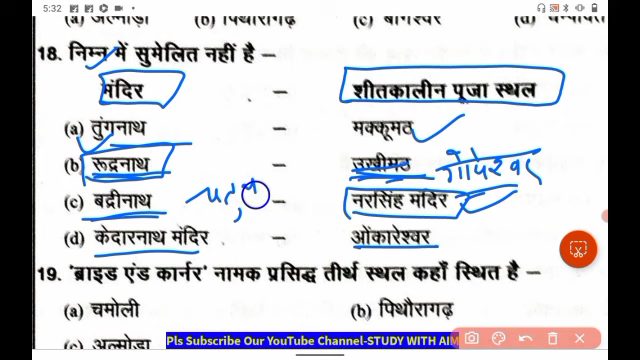 5:32
(a) अल्मोड़ा (b) पिथौरागढ़ (c) बागेश्वर (d) चम्पावत
18. निम्न में सुमेलित नहीं है –
मंदिर – शीतकालीन पूजा स्थल
(a) तुंगनाथ – मक्कूमठ
(b) रूद्रनाथ – उखीमठ गोपेश्वर
(c) बद्रीनाथ – नरसिंह मंदिर
(d) केदारनाथ मंदिर – ओंकारेश्वर
19. 'ब्राइड एंड कार्नर' नामक प्रसिद्ध तीर्थ स्थल कहाँ स्थित है –
(a) चमोली (b) पिथौरागढ़
(c) अल्मोड़ा
Pls Subscribe Our YouTube Channel-STUDY WITH AIM